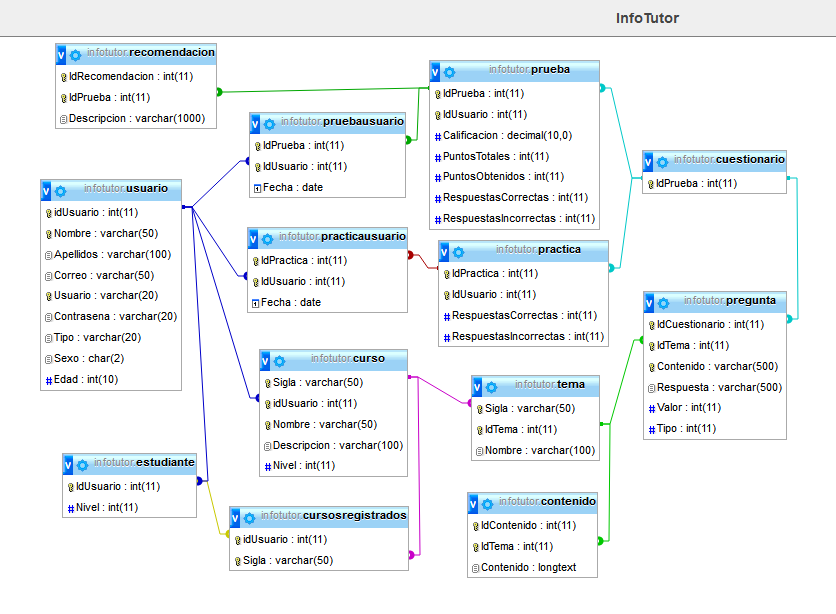 InfoTutor
infotutor.recomendacion
IdRecomendacion : int(11)
IdPrueba : int(11)
Descripcion : varchar(1000)
infotutor.pruebausuario
IdPrueba : int(11)
IdUsuario : int(11)
Fecha : date
infotutor.prueba
IdPrueba : int(11)
IdUsuario : int(11)
Calificacion : decimal(10,0)
PuntosTotales : int(11)
PuntosObtenidos : int(11)
RespuestasCorrectas : int(11)
RespuestasIncorrectas : int(11)
infotutor.cuestionario
IdPrueba : int(11)
infotutor.usuario
idUsuario : int(11)
Nombre : varchar(50)
Apellidos : varchar(100)
Correo : varchar(50)
Usuario : varchar(20)
Contrasena : varchar(20)
Tipo : varchar(20)
Sexo : char(2)
Edad : int(10)
infotutor.practicausuario
IdPractica : int(11)
IdUsuario : int(11)
Fecha : date
infotutor.practica
IdPractica : int(11)
IdUsuario : int(11)
RespuestasCorrectas : int(11)
RespuestasIncorrectas : int(11)
infotutor.pregunta
IdCuestionario : int(11)
IdTema : int(11)
Contenido : varchar(500)
Respuesta : varchar(500)
Valor : int(11)
Tipo : int(11)
infotutor.curso
Sigla : varchar(50)
idUsuario : int(11)
Nombre : varchar(50)
Descripcion : varchar(100)
Nivel : int(11)
infotutor.tema
Sigla : varchar(50)
IdTema : int(11)
Nombre : varchar(100)
infotutor.estudiante
IdUsuario : int(11)
Nivel : int(11)
infotutor.cursosregistrados
idUsuario : int(11)
Sigla : varchar(50)
infotutor.contenido
IdContenido : int(11)
IdTema : int(11)
Contenido : longtext